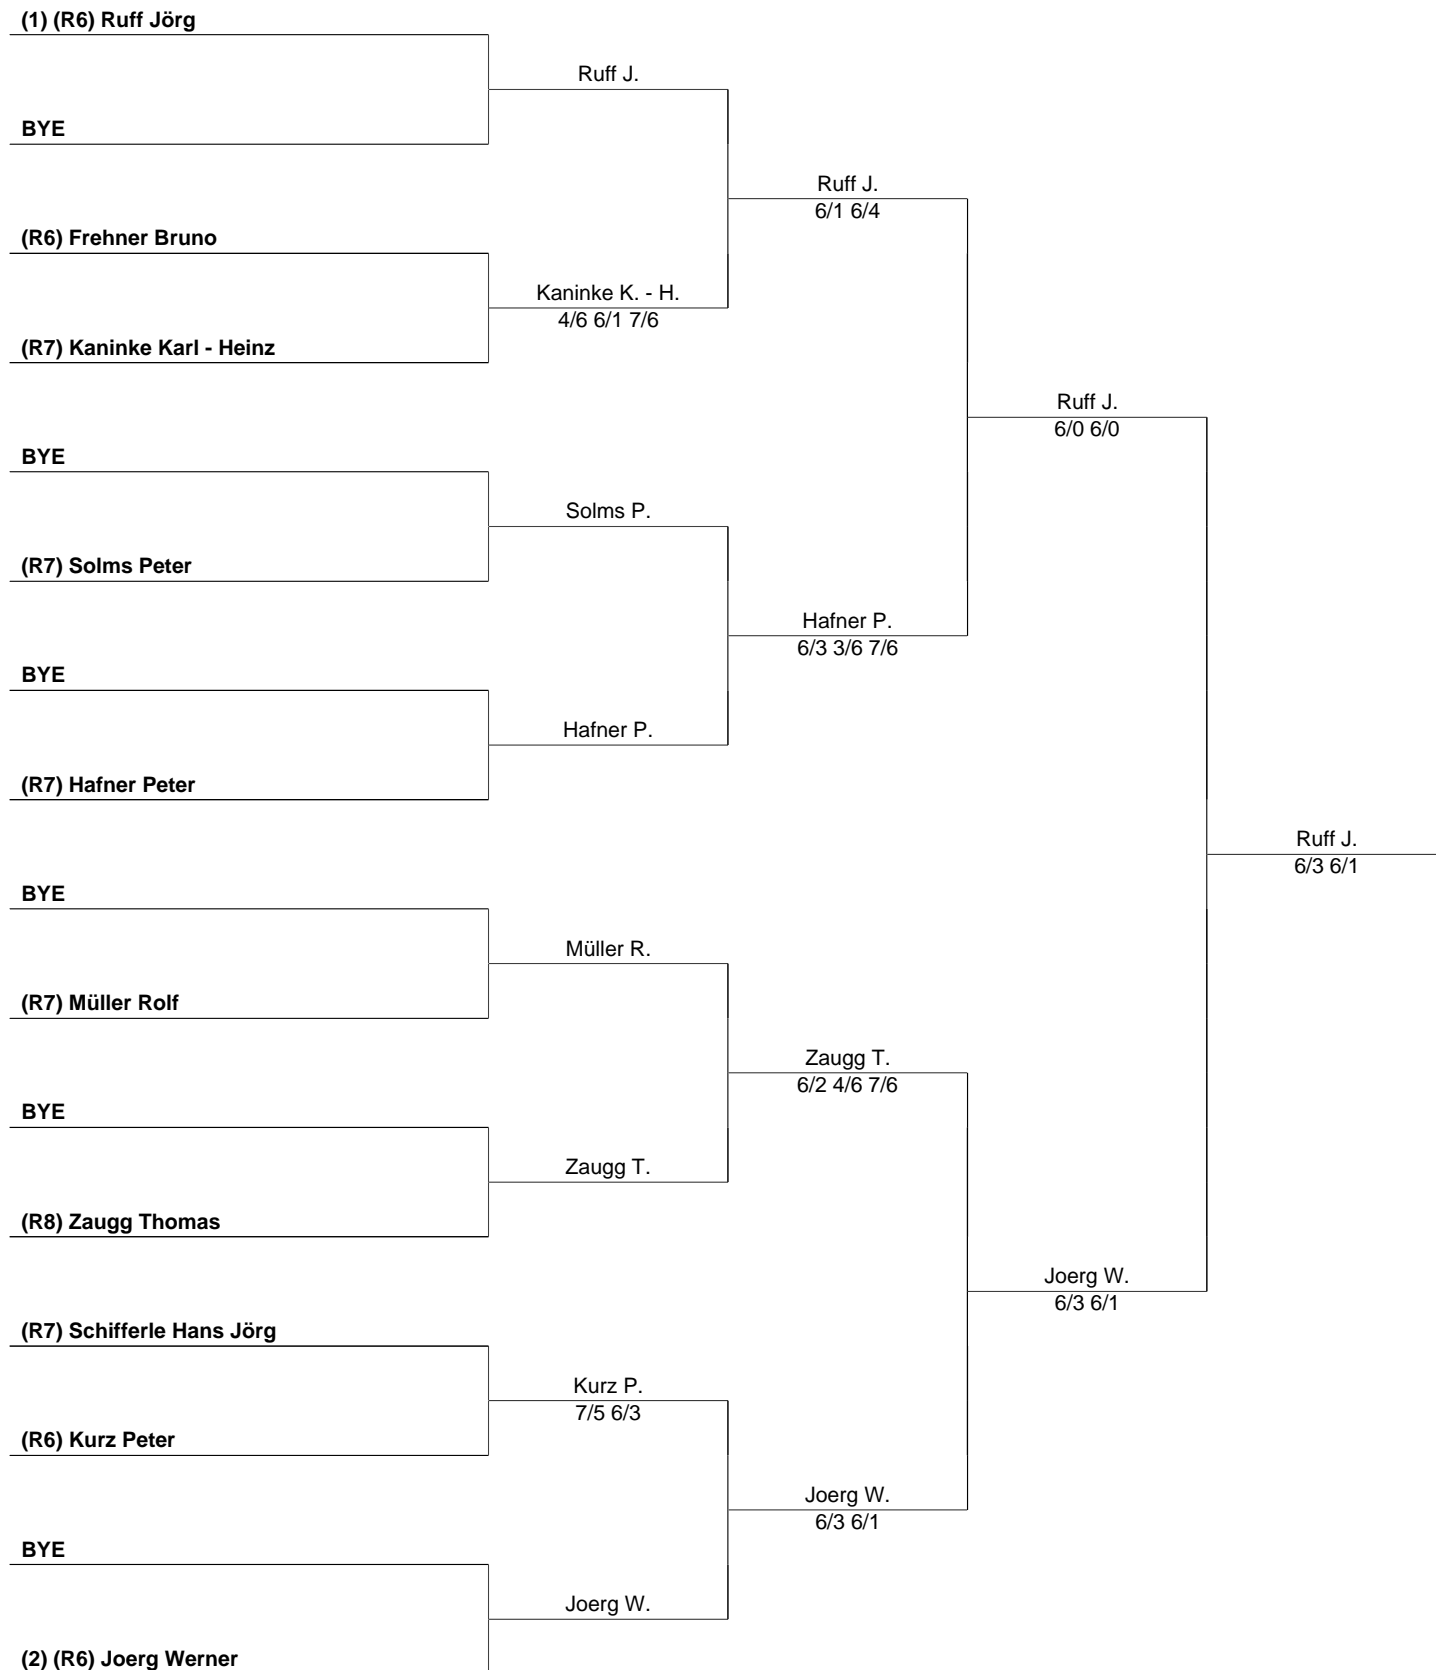 (1) (R6) Ruff Jörg
Ruff J.
BYE
Ruff J.
6/1 6/4
(R6) Frehner Bruno
Kaninke K. - H.
4/6 6/1 7/6
(R7) Kaninke Karl - Heinz
Ruff J.
6/0 6/0
BYE
Solms P.
(R7) Solms Peter
Hafner P.
6/3 3/6 7/6
BYE
Hafner P.
(R7) Hafner Peter
Ruff J.
6/3 6/1
BYE
Müller R.
(R7) Müller Rolf
Zaugg T.
6/2 4/6 7/6
BYE
Zaugg T.
(R8) Zaugg Thomas
Joerg W.
6/3 6/1
(R7) Schifferle Hans Jörg
Kurz P.
7/5 6/3
(R6) Kurz Peter
Joerg W.
6/3 6/1
BYE
Joerg W.
(2) (R6) Joerg Werner